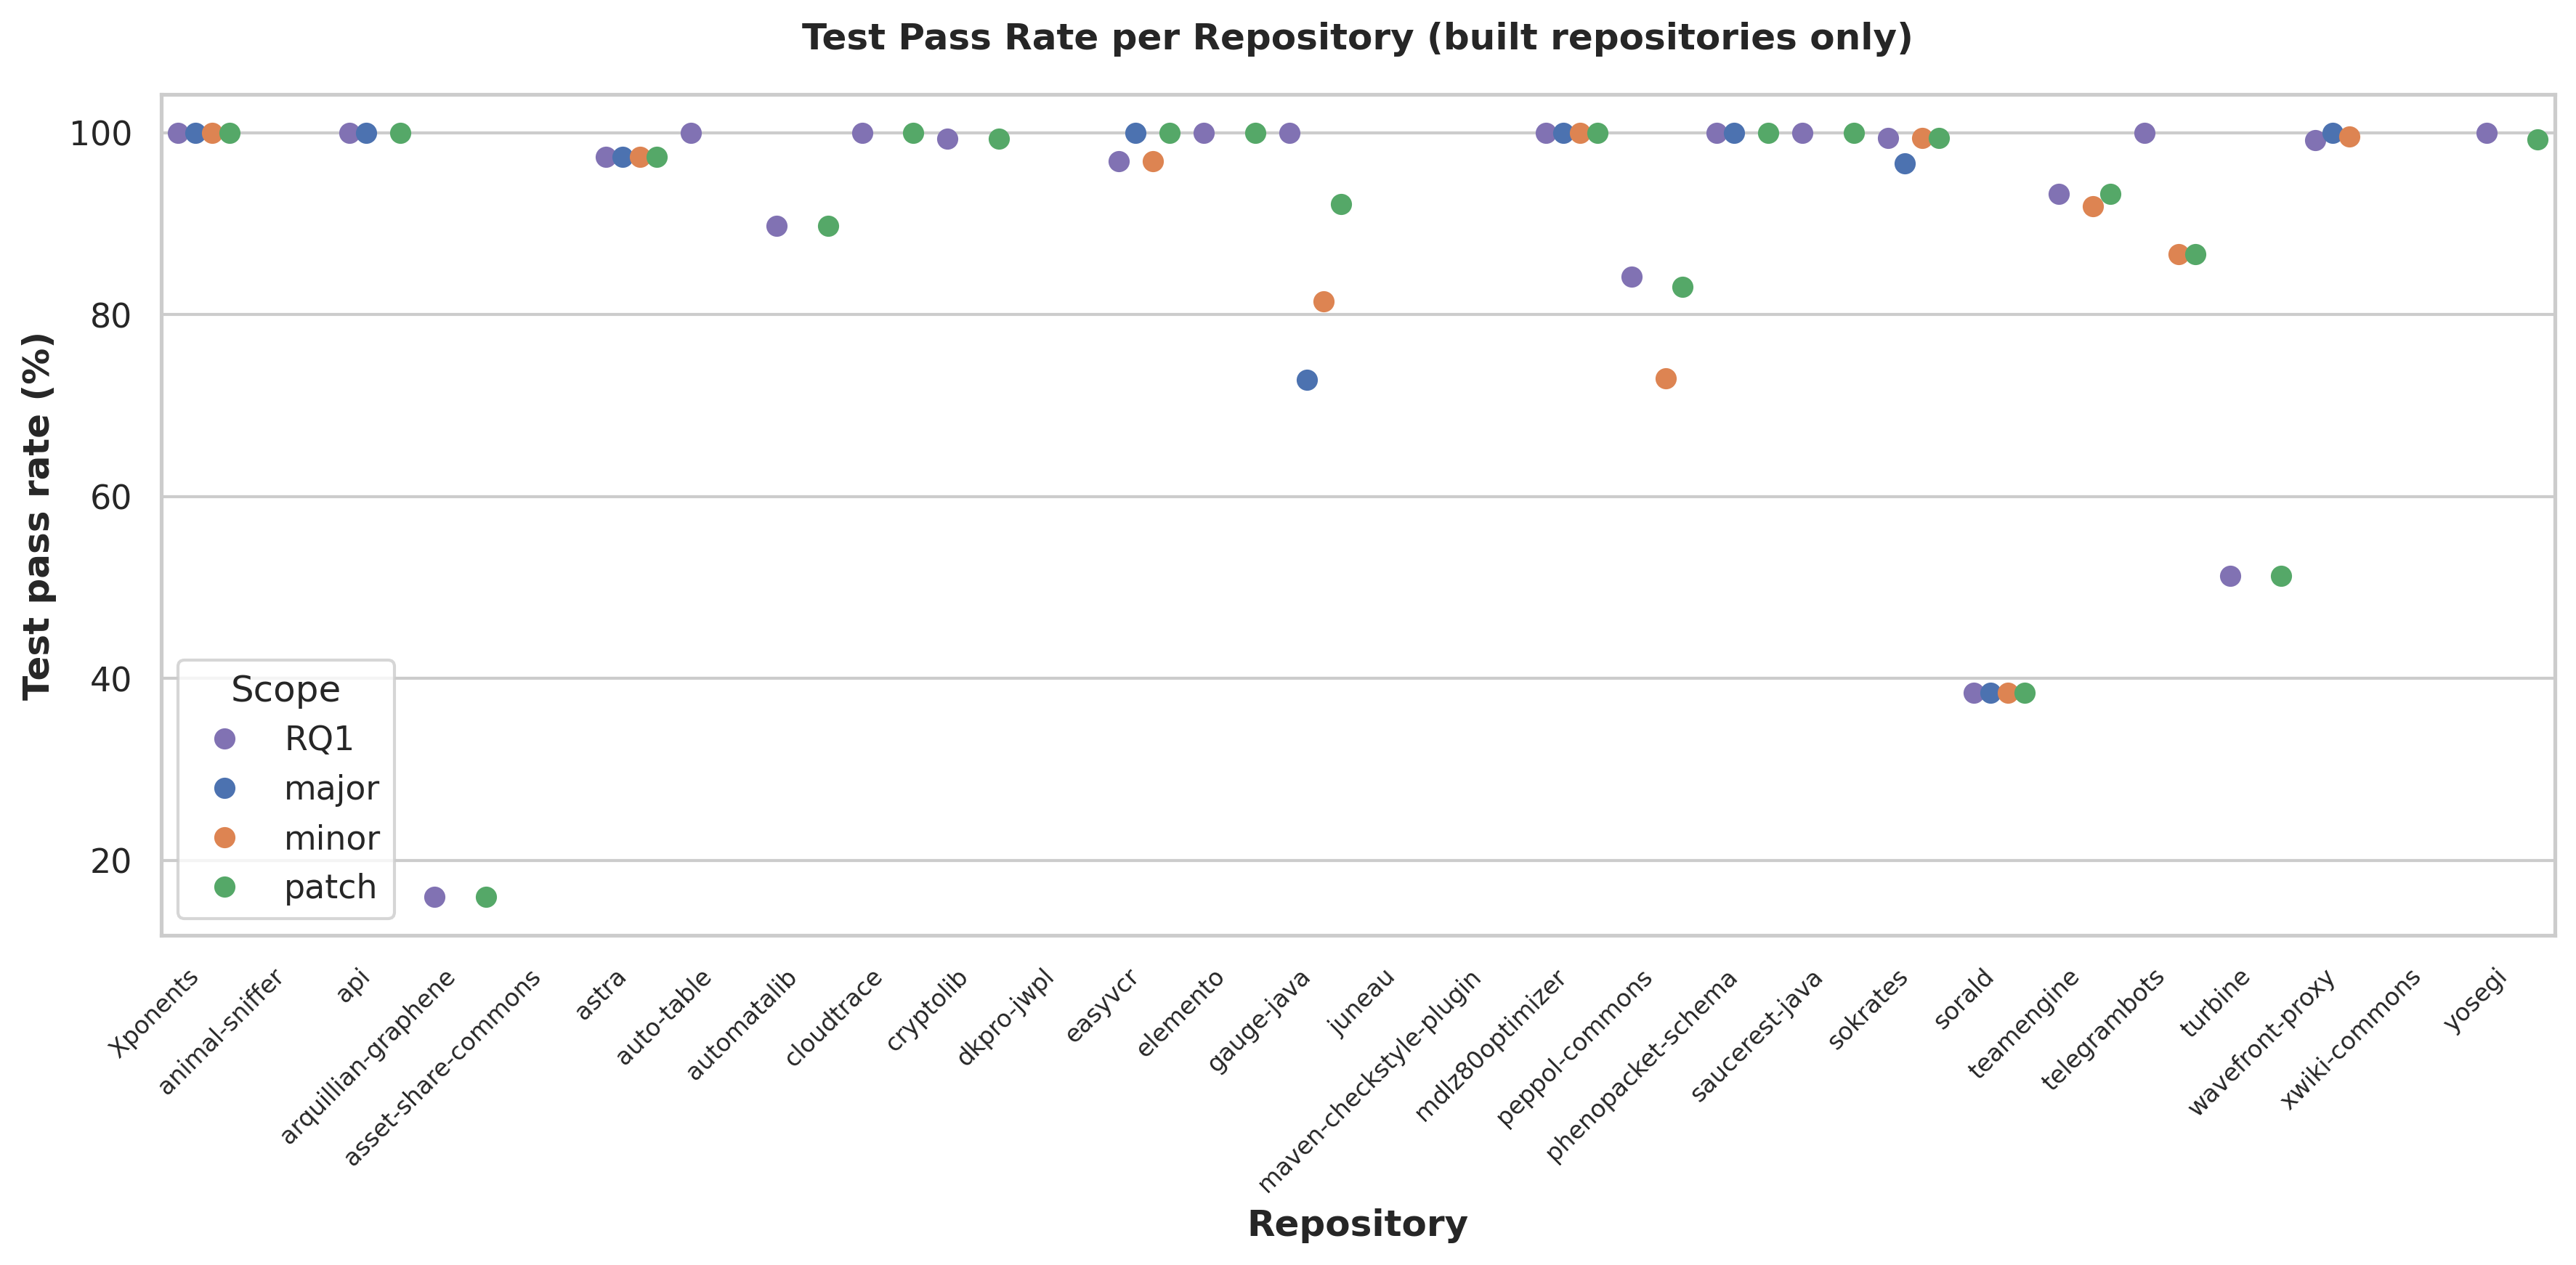 Test Pass Rate per Repository (built repositories only)
Test pass rate (%)
100
80
60
40
20
Scope
RQ1
major
minor
patch
Xponents
animal-sniffer
api
arquillian-graphene
asset-share-commons
astra
auto-table
automatalib
cloudtrace
cryptolib
dkpro-jwpl
easyvcr
elemento
gauge-java
juneau
maven-checkstyle-plugin
mdlz80optimizer
peppol-commons
phenopacket-schema
saucerest-java
sokrates
sorald
teamengine
telegrambots
turbine
wavefront-proxy
xwiki-commons
yosegi
Repository